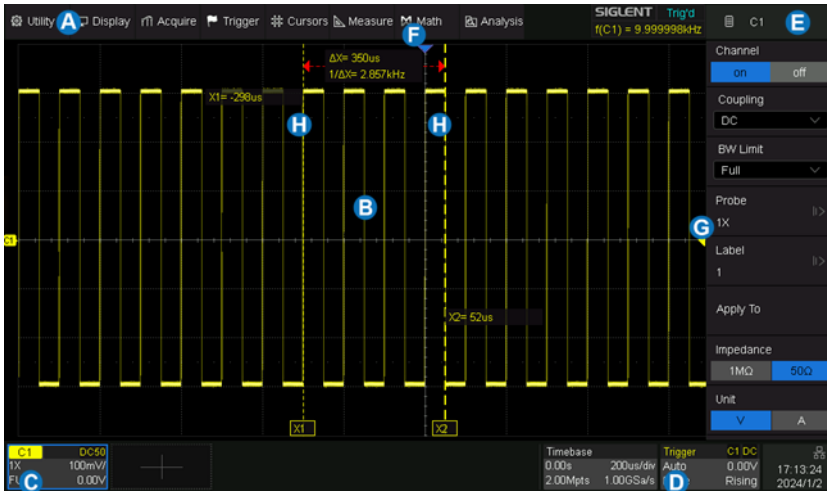 Utility A Display Acquire Trigger Cursors Measure Math Analysis
SIGLENT Trig'd
f(C1) = 9.999998kHz
C1 E
F
ΔX= 350us
1/ΔX= 2.857kHz
X1= -298us
H H
B
C1
G
X2= 52us
X1 X2
Channel
on off
Coupling
DC
BW Limit
Full
Probe
1X
Label
1
Apply To
Impedance
1MΩ 50Ω
Unit
V A
C1 DC50
1X 100mV/
C 0.00V
Timebase
0.00s 200us/div
2.00Mpts 1.00GSa/s
Trigger C1 DC
Auto 0.00V
D Rising
17:13:24
2024/1/2